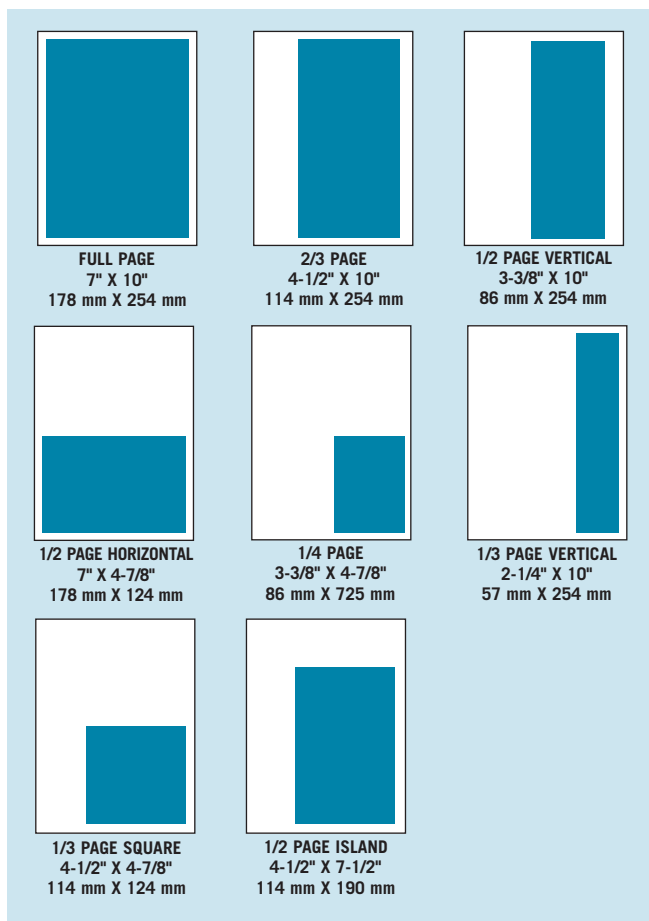 FULL PAGE
7" X 10"
178 mm X 254 mm
2/3 PAGE
4-1/2" X 10"
114 mm X 254 mm
1/2 PAGE VERTICAL
3-3/8" X 10"
86 mm X 254 mm
1/2 PAGE HORIZONTAL
7" X 4-7/8"
178 mm X 124 mm
1/4 PAGE
3-3/8" X 4-7/8"
86 mm X 725 mm
1/3 PAGE VERTICAL
2-1/4" X 10"
57 mm X 254 mm
1/3 PAGE SQUARE
4-1/2" X 4-7/8"
114 mm X 124 mm
1/2 PAGE ISLAND
4-1/2" X 7-1/2"
114 mm X 190 mm